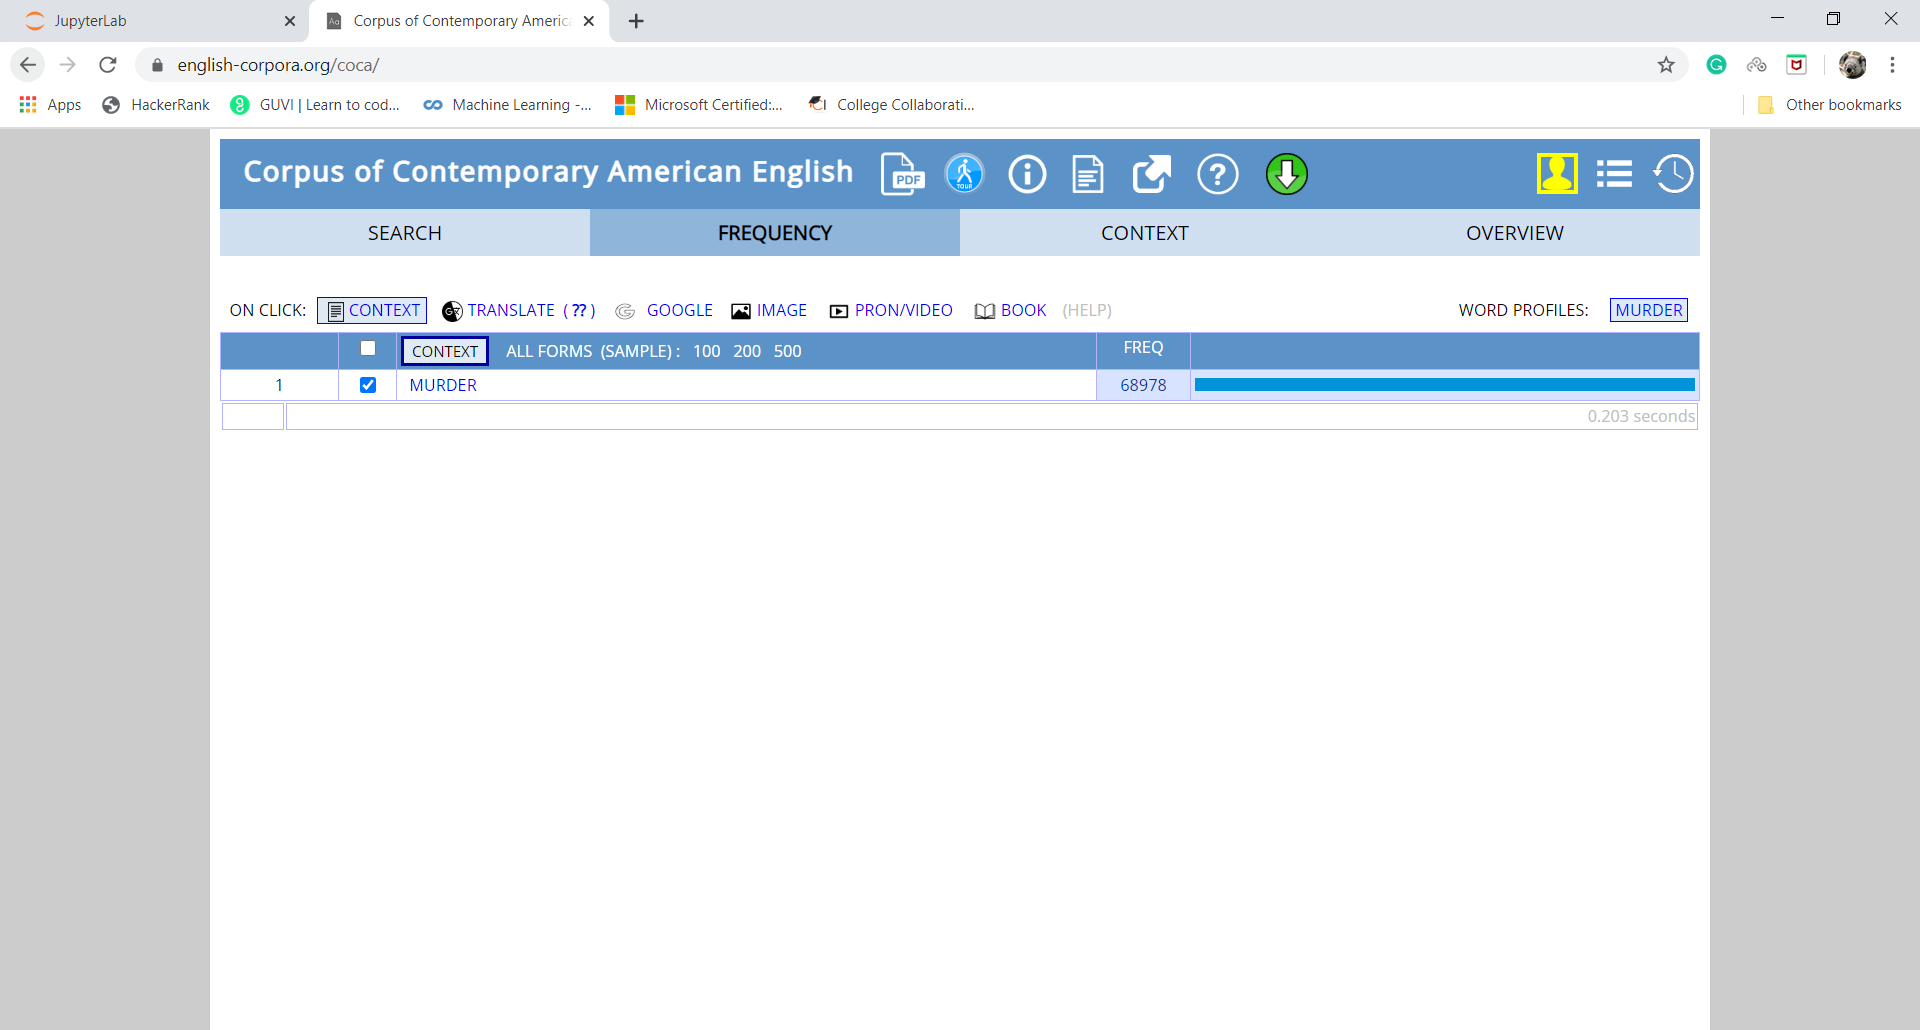 JupyterLab
Corpus of Contemporary Americ
english-corpora.org/coca/
Apps HackerRank GUVI | Learn to cod... Machine Learning -... Microsoft Certified:... College Collaborati... Other bookmarks
Corpus of Contemporary American English PDF TOUR
SEARCH FREQUENCY CONTEXT OVERVIEW
ON CLICK: CONTEXT TRANSLATE (??) GOOGLE IMAGE PRON/VIDEO BOOK (HELP) WORD PROFILES: MURDER
CONTEXT ALL FORMS (SAMPLE): 100 200 500 FREQ
1 MURDER 68978
0.203 seconds